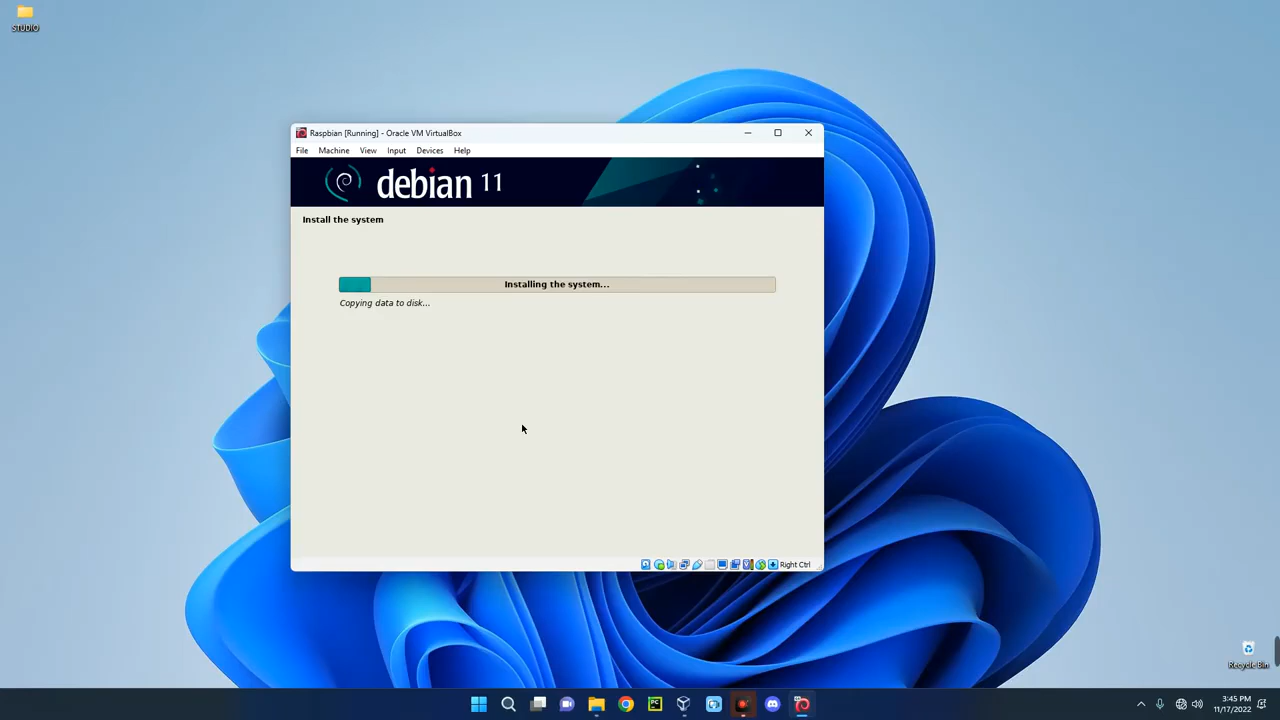 STUDIO
Raspbian [Running] - Oracle VM VirtualBox
File Machine View Input Devices Help
debian 11
Install the system
Installing the system...
Copying data to disk...
Right Ctrl
Recycle Bin
PC
3:45 PM
11/17/2022